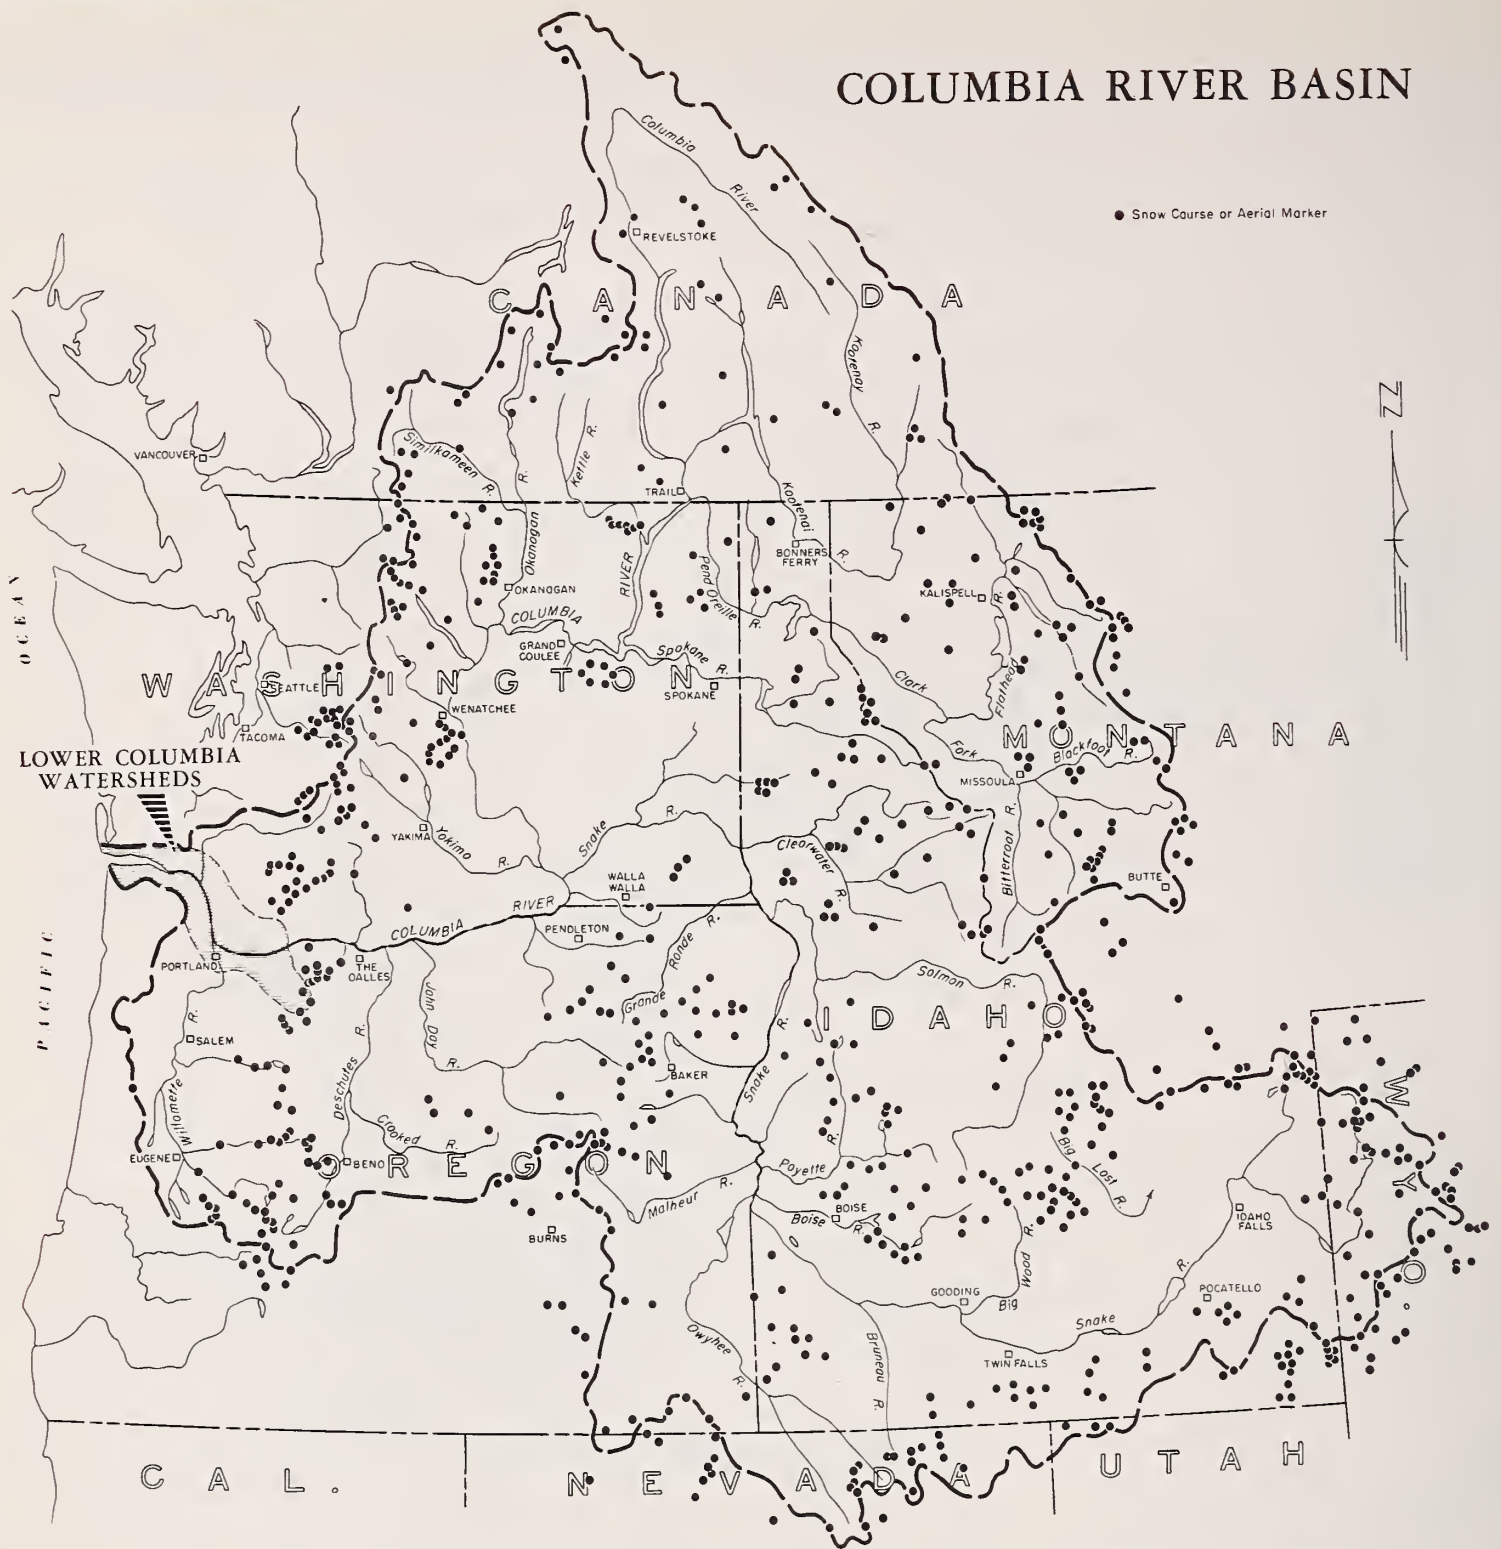 COLUMBIA RIVER BASIN
● Snow Course or Aerial Marker
Columbia
River
REVELSTOKE
CANADA
Kootenay
R.
Similkameen
R.
Kettle R.
R.
Okanogan
VANCOUVER
TRAIL
Kootenai
R.
BONNERS
FERRY
N
Pend Oreille
R.
KALISPELL
R.
Flathead
OKANOGAN
COLUMBIA
RIVER
GRAND
COULEE
Spokane
R.
SPOKANE
OCEAN
WASHINGTON
SEATTLE
WENATCHEE
TACOMA
Clark
Fork
MONTANA
Blackfoot
R.
MISSOULA
LOWER COLUMBIA
WATERSHEDS
YAKIMA
Yakima
R.
Snake
R.
Clearwater
R.
Bitterroot
R.
BUTTE
WALLA
WALLA
COLUMBIA
RIVER
PENDLETON
Grande
Ronde
R.
PORTLAND
THE
DALLES
PACIFIC
Salmon
R.
IDAHO
John Day
R.
SALEM
R.
Willamette
Deschutes
R.
BAKER
Snake
R.
Crooked
R.
EUGENE
BEND
OREGON
Malheur
R.
Payette
R.
Big
Lost
R.
WYO.
BURNS
Boise
R.
BOISE
IDAHO
FALLS
Big
Wood
R.
GOODING
POCATELLO
Snake
R.
Owyhee
R.
Bruneau
R.
TWIN FALLS
CAL.
NEVADA
UTAH